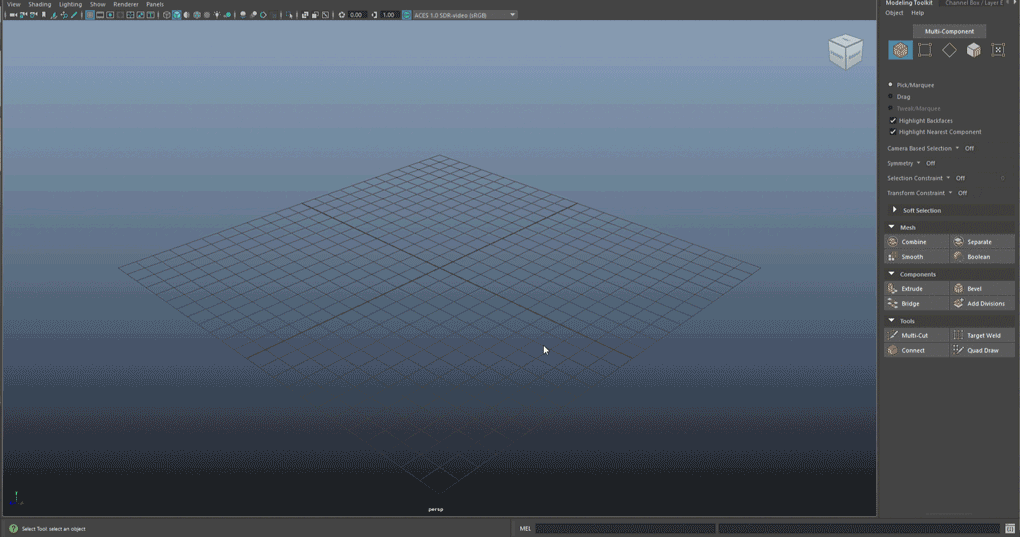 View Shading Lighting Show Renderer Panels
0.00 1.00 ACES 1.0 SDR-video (sRGB)
persp
Select Tool: select an object
MEL
Modeling Toolkit Channel Box / Layer E
Object Help
Multi-Component
Pick/Marquee
Drag
Tweak/Marquee
Highlight Backfaces
Highlight Nearest Component
Camera Based Selection Off
Symmetry Off
Selection Constraint Off
Transform Constraint Off
Soft Selection
Mesh
Combine Separate
Smooth Boolean
Components
Extrude Bevel
Bridge Add Divisions
Tools
Multi-Cut Target Weld
Connect Quad Draw